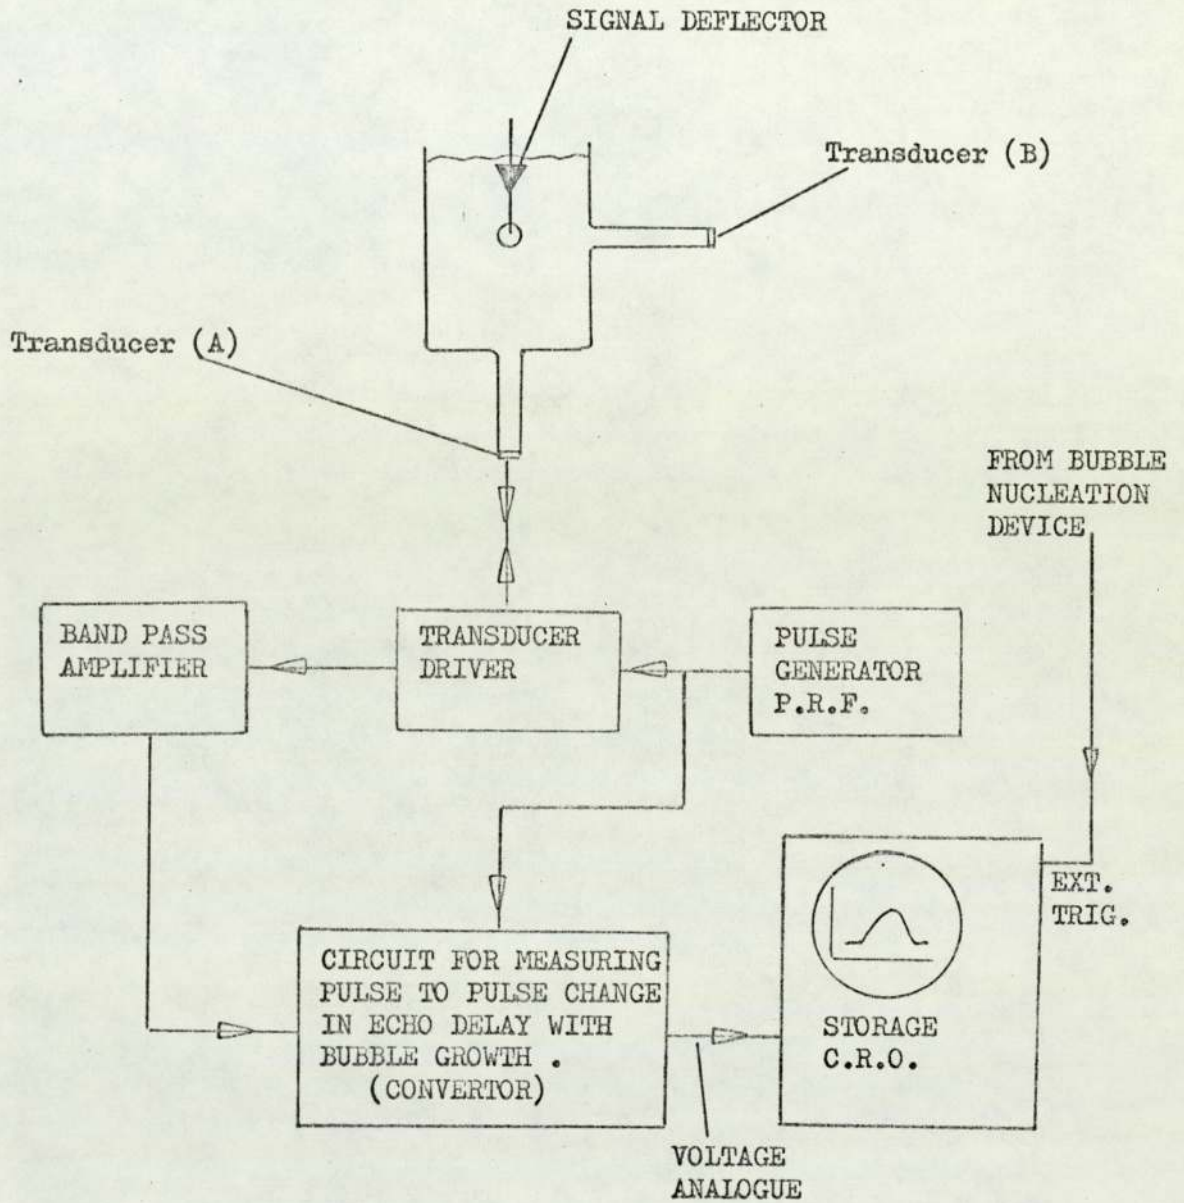 SIGNAL DEFLECTOR
Transducer (B)
Transducer (A)
FROM BUBBLE
NUCLEATION
DEVICE
BAND PASS
AMPLIFIER
TRANSDUCER
DRIVER
PULSE
GENERATOR
P.R.F.
EXT.
TRIG.
CIRCUIT FOR MEASURING
PULSE TO PULSE CHANGE
IN ECHO DELAY WITH
BUBBLE GROWTH .
(CONVERTOR)
STORAGE
C.R.O.
VOLTAGE
ANALOGUE